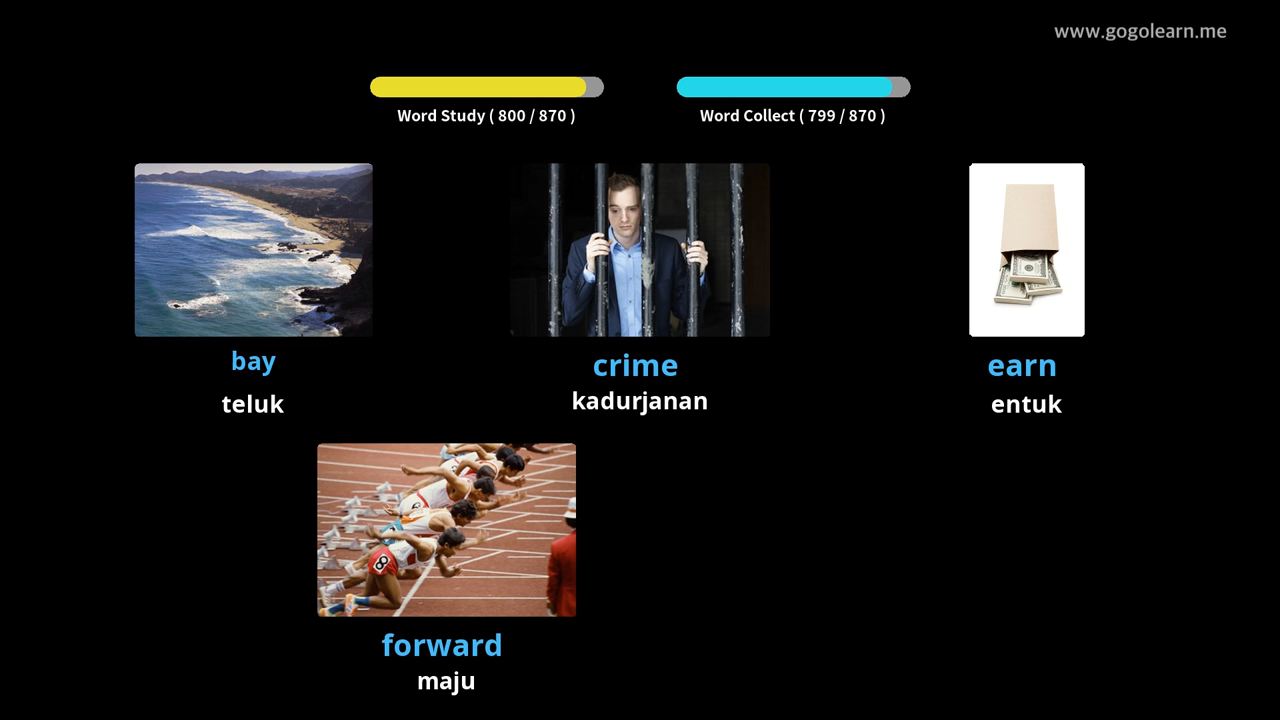 www.gogolearn.me
Word Study ( 800 / 870 )
Word Collect ( 799 / 870 )
bay
teluk
crime
kadurjanan
earn
entuk
8
forward
maju